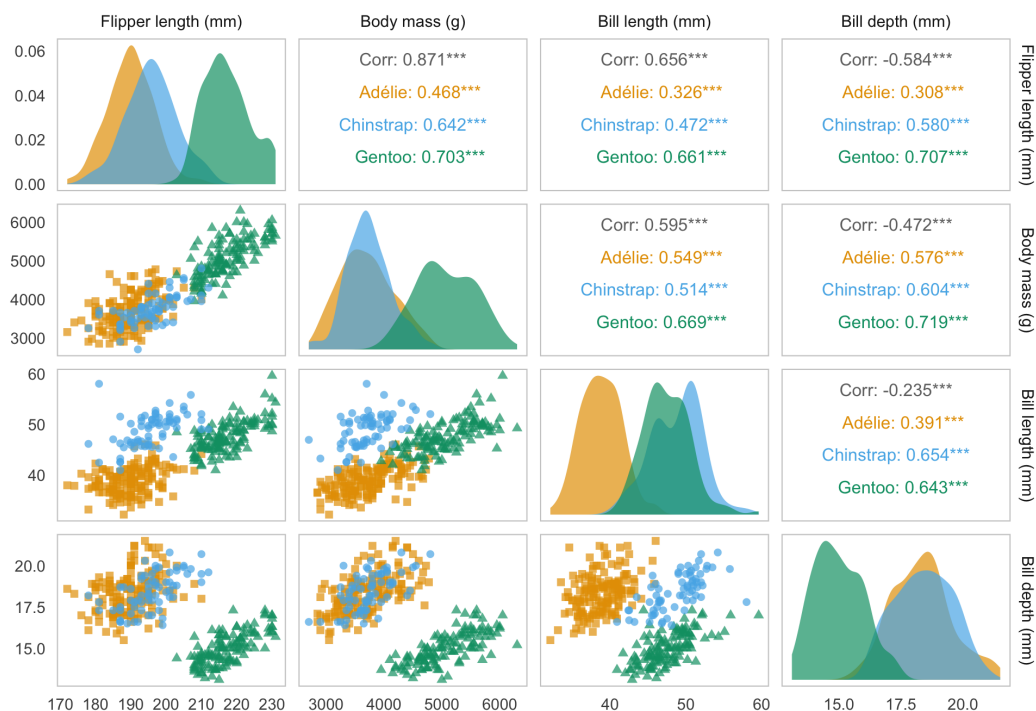 Flipper length (mm)
Body mass (g)
Bill length (mm)
Bill depth (mm)
0.06
0.04
0.02
0.00
Corr: 0.871***
Adélie: 0.468***
Chinstrap: 0.642***
Gentoo: 0.703***
Corr: 0.656***
Adélie: 0.326***
Chinstrap: 0.472***
Gentoo: 0.661***
Corr: -0.584***
Adélie: 0.308***
Chinstrap: 0.580***
Gentoo: 0.707***
Flipper length (mm)
6000
5000
4000
3000
Corr: 0.595***
Adélie: 0.549***
Chinstrap: 0.514***
Gentoo: 0.669***
Corr: -0.472***
Adélie: 0.576***
Chinstrap: 0.604***
Gentoo: 0.719***
Body mass (g)
60
50
40
Corr: -0.235***
Adélie: 0.391***
Chinstrap: 0.654***
Gentoo: 0.643***
Bill length (mm)
20.0
17.5
15.0
Bill depth (mm)
170 180 190 200 210 220 230
3000 4000 5000 6000
40 50 60
15.0 17.5 20.0